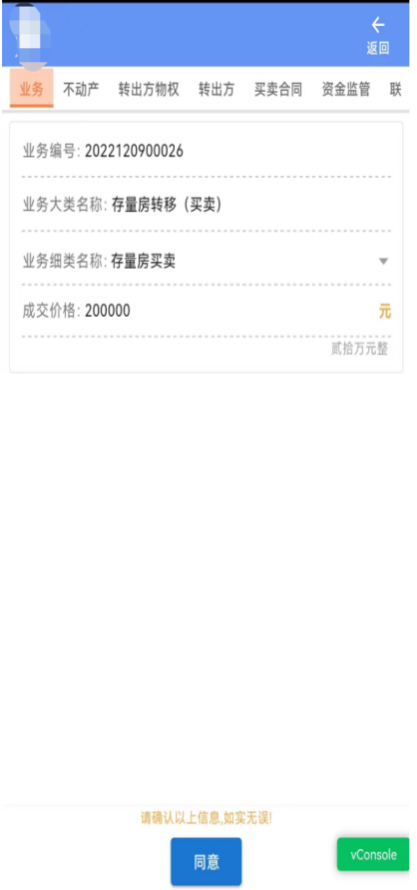 返回
业务 不动产 转出方物权 转出方 买卖合同 资金监管 联
业务编号: 2022120900026
业务大类名称: 存量房转移（买卖）
业务细类名称: 存量房买卖
成交价格: 200000 元
贰拾万元整
请确认以上信息,如实无误!
同意
vConsole